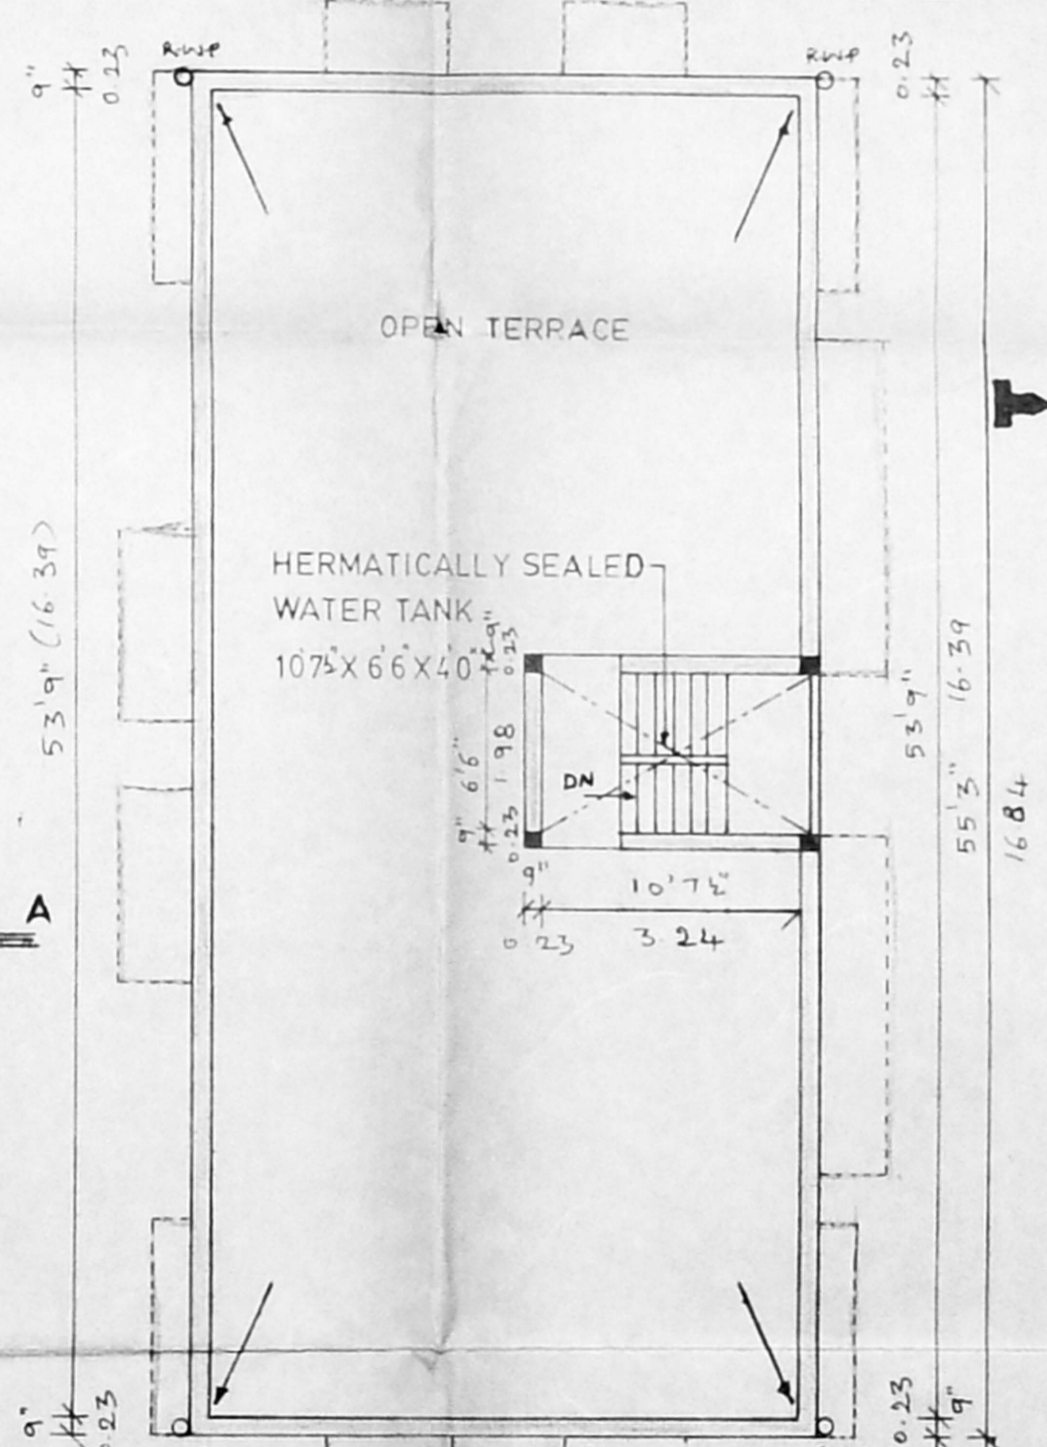 RWP
RWP
9"
0.23
0.23
OPEN TERRACE
HERMATICALLY SEALED
WATER TANK
10'7½" X 6'6" X 4'0"
9"
0.23
6'6"
1.98
9"
0.23
DN
9"
10'7½"
0.23
3.24
53'9" (16.39)
53'9"
16.39
55'3"
16.84
A
9"
0.23
0.23
9"